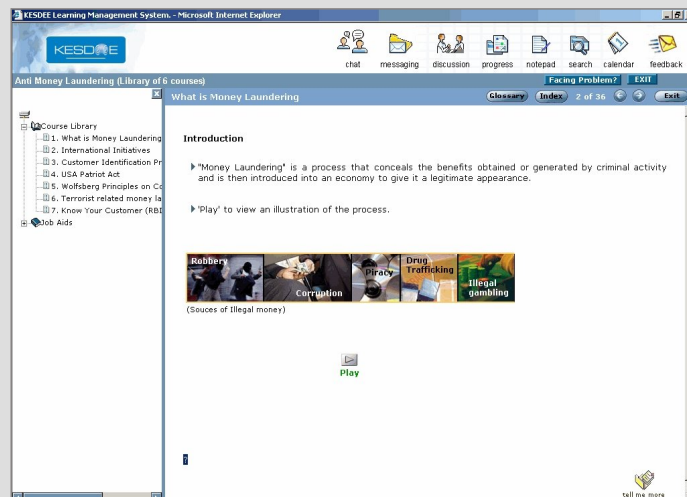 KESDEE Learning Management System. - Microsoft Internet Explorer
KESDEE
chat messaging discussion progress notepad search calendar feedback
Anti Money Laundering (Library of 6 courses)
Facing Problem? EXIT
What is Money Laundering
Glossary Index 2 of 36 Exit
Course Library
1. What is Money Laundering
2. International Initiatives
3. Customer Identification Pr
4. USA Patriot Act
5. Wolfsberg Principles on Co
6. Terrorist related money la
7. Know Your Customer (RBI
Job Aids
Introduction
"Money Laundering" is a process that conceals the benefits obtained or generated by criminal activity
and is then introduced into an economy to give it a legitimate appearance.
'Play' to view an illustration of the process.
Robbery
Corruption
Piracy
Drug
Trafficking
Illegal
gambling
(Souces of Illegal money)
Play
?
tell me more